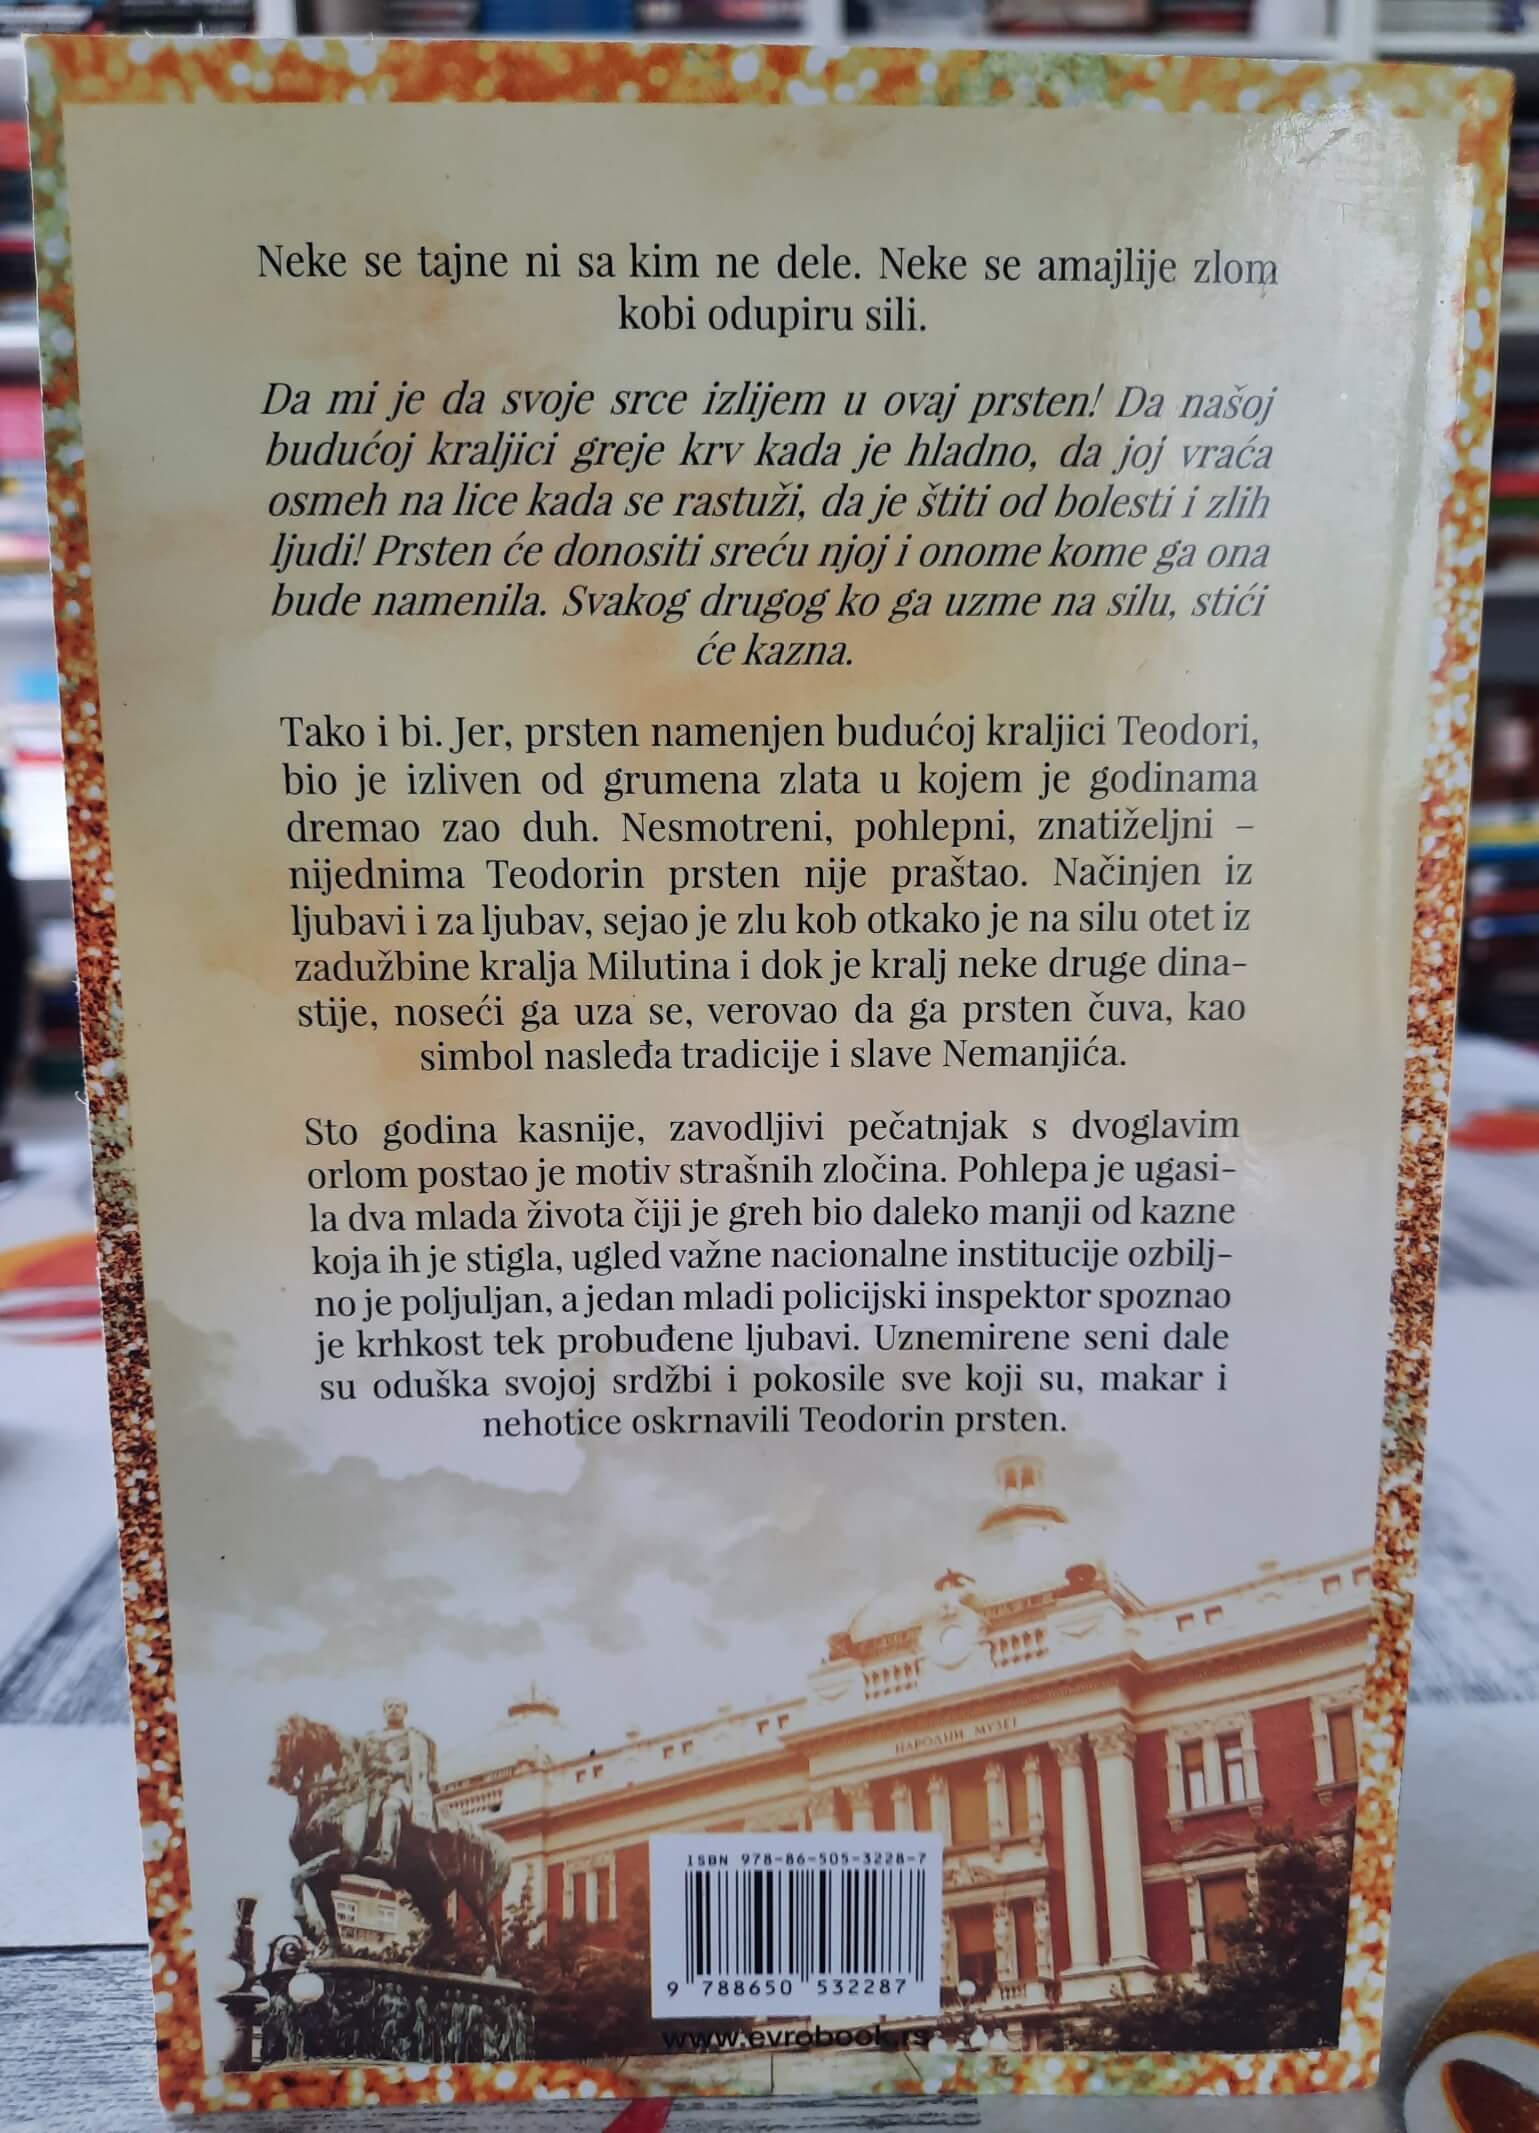 Neke se tajne ni sa kim ne dele. Neke se amajlije zlom
kobi odupiru sili.
Da mi je da svoje srce izlijem u ovaj prsten! Da našoj
budućoj kraljici greje krv kada je hladno, da joj vraća
osmeh na lice kada se rastuži, da je štiti od bolesti i zlih
ljudi! Prsten će donositi sreću njoj i onome kome ga ona
bude namenila. Svakog drugog ko ga uzme na silu, stići
će kazna.
Tako i bi. Jer, prsten namenjen budućoj kraljici Teodori,
bio je izliven od grumena zlata u kojem je godinama
dremao zao duh. Nesmotreni, pohlepni, znatiželjni –
nijednima Teodorin prsten nije praštao. Načinjen iz
ljubavi i za ljubav, sejao je zlu kob otkako je na silu otet iz
zadužbine kralja Milutina i dok je kralj neke druge dina-
stije, noseći ga uza se, verovao da ga prsten čuva, kao
simbol nasleđa tradicije i slave Nemanjića.
Sto godina kasnije, zavodljivi pečatnjak s dvoglavim
orlom postao je motiv strašnih zločina. Pohlepa je ugasi-
la dva mlada života čiji je greh bio daleko manji od kazne
koja ih je stigla, ugled važne nacionalne institucije ozbilj-
no je poljuljan, a jedan mladi policijski inspektor spoznao
je krhkost tek probuđene ljubavi. Uznemirene seni dale
su oduška svojoj srdžbi i pokosile sve koji su, makar i
nehotice oskrnavili Teodorin prsten.
НАРОДНИ МУЗЕЈ
ISBN 978-86-505-3228-7
9 788650 532287
www.evrobook.rs